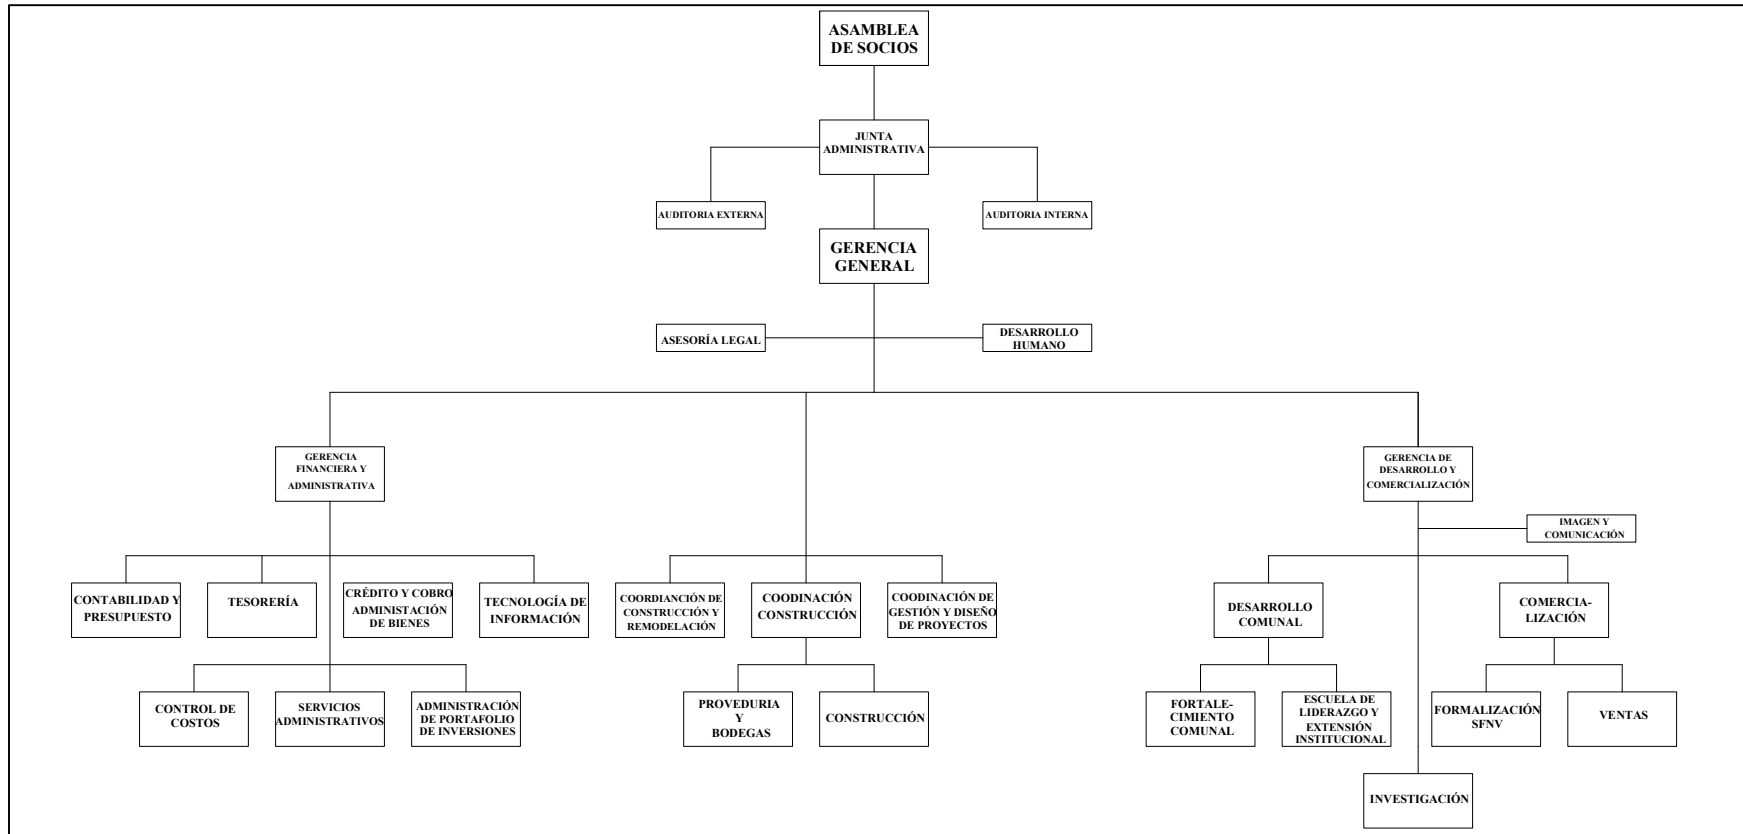 ASAMBLEA
DE SOCIOS
JUNTA
ADMINISTRATIVA
AUDITORIA EXTERNA
AUDITORIA INTERNA
GERENCIA
GENERAL
ASESORÍA LEGAL
DESARROLLO
HUMANO
GERENCIA
FINANCIERA Y
ADMINISTRATIVA
GERENCIA DE
DESARROLLO Y
COMERCIALIZACIÓN
IMAGEN Y
COMUNICACIÓN
CONTABILIDAD Y
PRESUPUESTO
TESORERÍA
CRÉDITO Y COBRO
ADMINISTACIÓN
DE BIENES
TECNOLOGÍA DE
INFORMACIÓN
COORDIANCIÓN DE
CONSTRUCCIÓN Y
REMODELACIÓN
COODINACIÓN
CONSTRUCCIÓN
COODINACIÓN DE
GESTIÓN Y DISEÑO
DE PROYECTOS
DESARROLLO
COMUNAL
COMERCIA-
LIZACIÓN
CONTROL DE
COSTOS
SERVICIOS
ADMINISTRATIVOS
ADMINISTRACIÓN
DE PORTAFOLIO
DE INVERSIONES
PROVEDURIA
Y
BODEGAS
CONSTRUCCIÓN
FORTALE-
CIMIENTO
COMUNAL
ESCUELA DE
LIDERAZGO Y
EXTENSIÓN
INSTITUCIONAL
FORMALIZACIÓN
SFNV
VENTAS
INVESTIGACIÓN